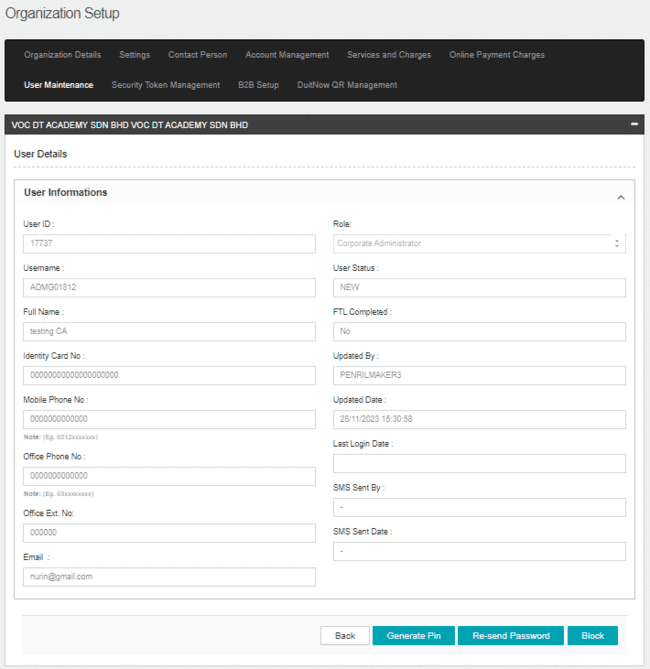 Organization Setup
Organization Details Settings Contact Person Account Management Services and Charges Online Payment Charges
User Maintenance Security Token Management B2B Setup DuitNow QR Management
VOC DT ACADEMY SDN BHD VOC DT ACADEMY SDN BHD
User Details
User Informations
User ID :
17737
Username :
ADMG01812
Full Name :
testing CA
Identity Card No :
00000000000000000000
Mobile Phone No :
0000000000000
Note: (Eg. 6012xxxxxxx)
Office Phone No :
0000000000000
Note: (Eg. 03xxxxxxxx)
Office Ext. No:
000000
Email :
nurin@gmail.com
Role:
Corporate Administrator
User Status :
NEW
FTL Completed :
No
Updated By :
PENRILMAKER3
Updated Date :
28/11/2023 15:30:58
Last Login Date :
SMS Sent By :
-
SMS Sent Date :
-
Back Generate Pin Re-send Password Block